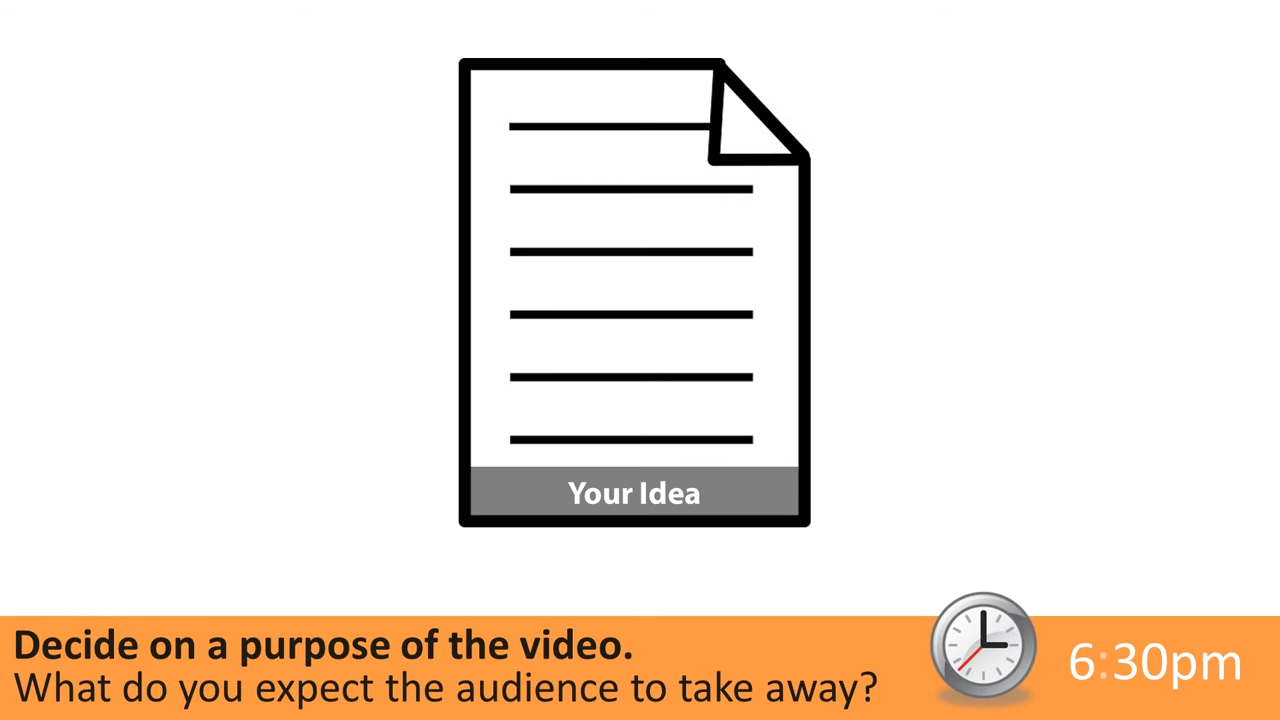 Your Idea
Decide on a purpose of the video.
What do you expect the audience to take away?
6:30pm